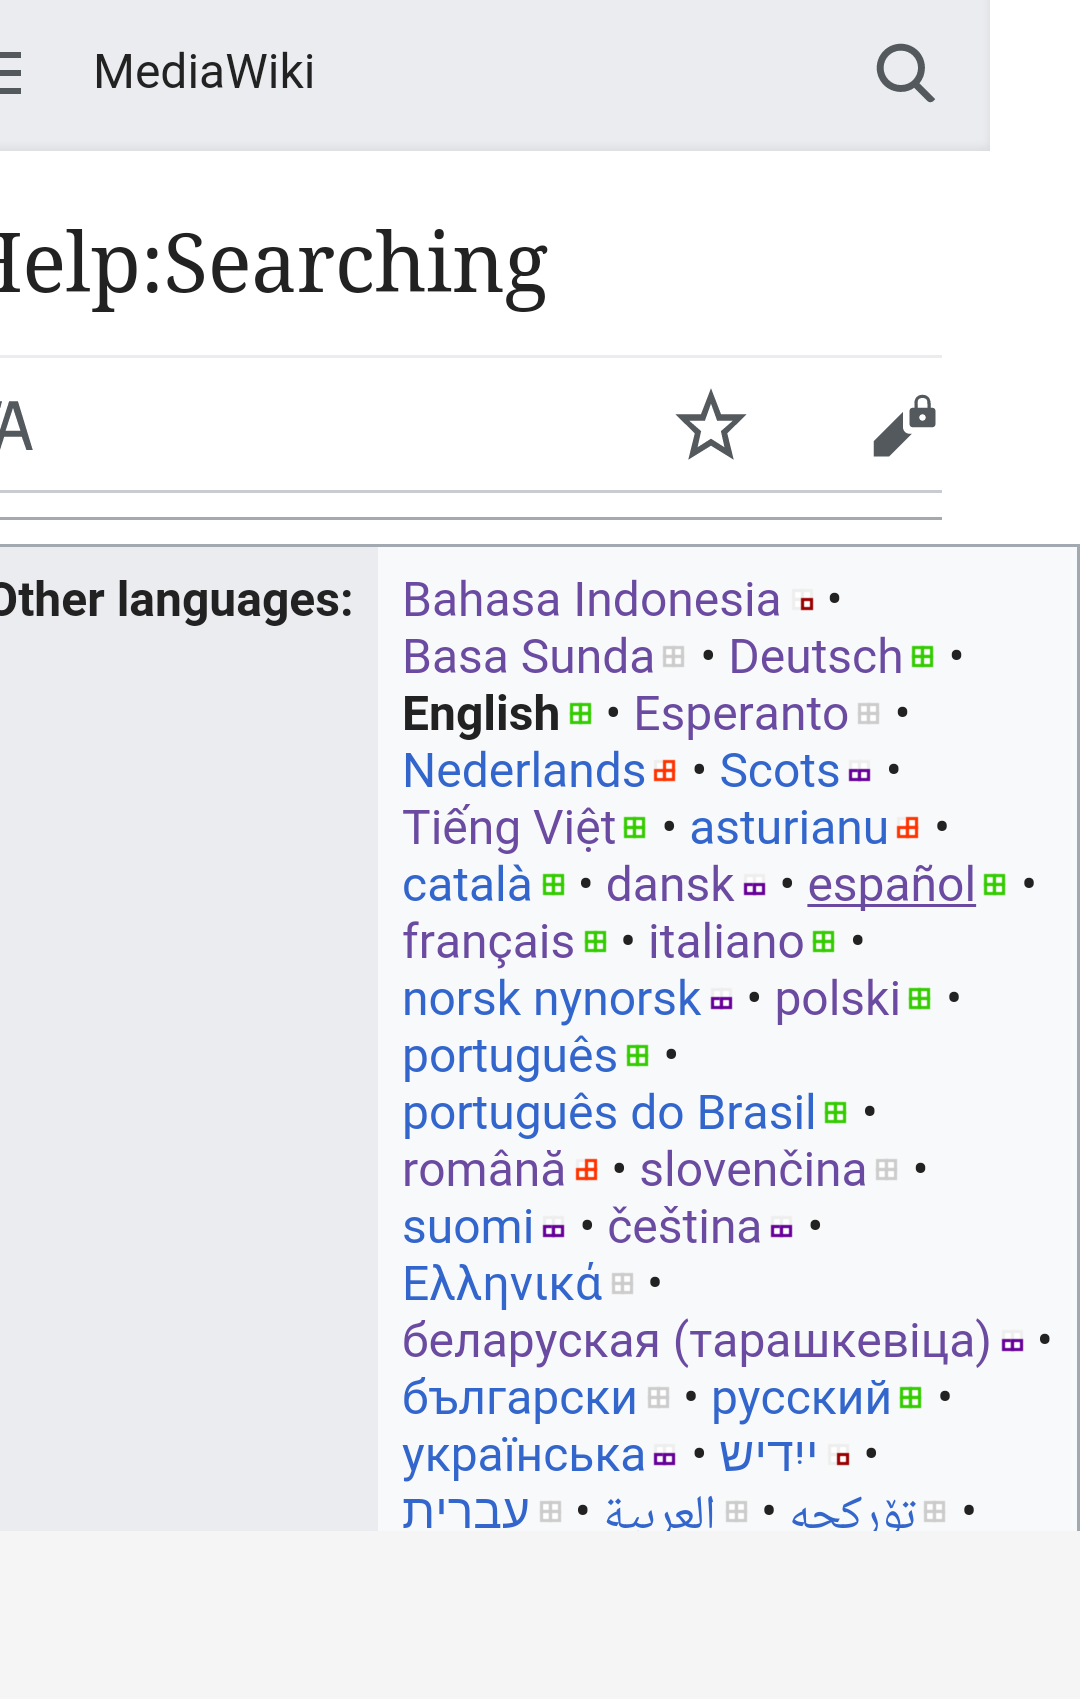 MediaWiki
Help:Searching
Other languages:
Bahasa Indonesia •
Basa Sunda • Deutsch •
English • Esperanto •
Nederlands • Scots •
Tiếng Việt • asturianu •
català • dansk • español •
français • italiano •
norsk nynorsk • polski •
português •
português do Brasil •
română • slovenčina •
suomi • čeština •
Ελληνικά •
беларуская (тарашкевіца) •
български • русский •
українська • ייִדיש •
עברית • العربية • تۆرکجه •